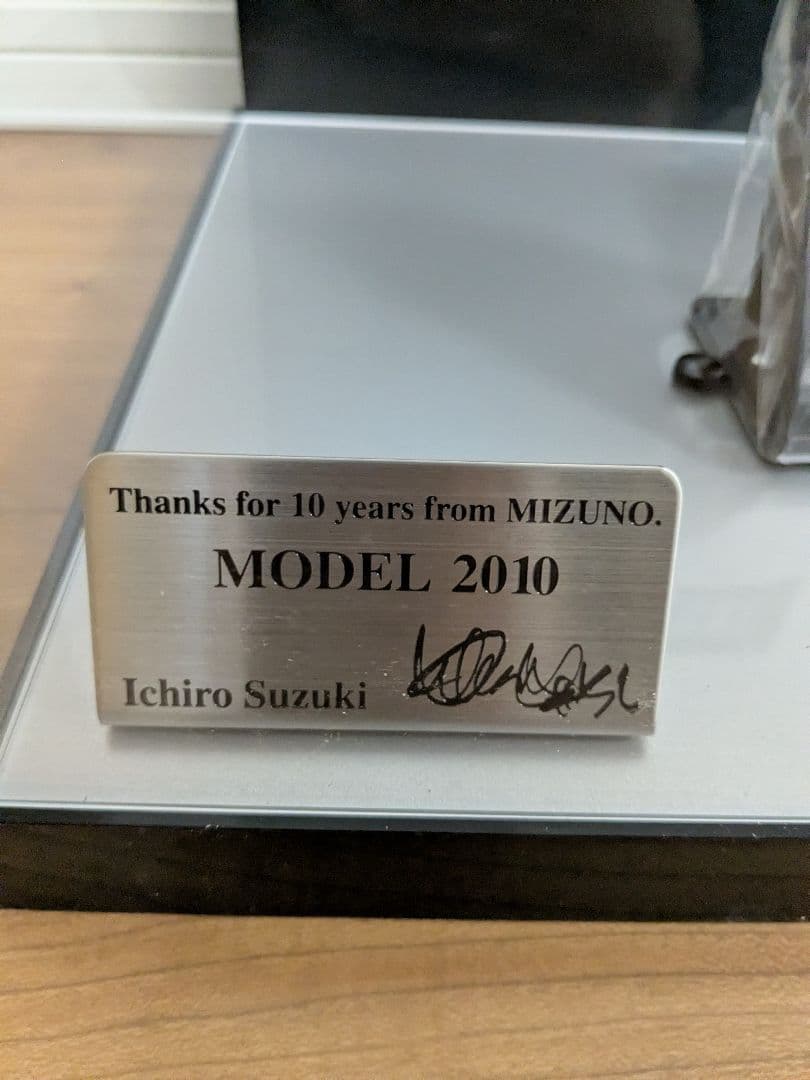 Thanks for 10 years from MIZUNO.
MODEL 2010
Ichiro Suzuki